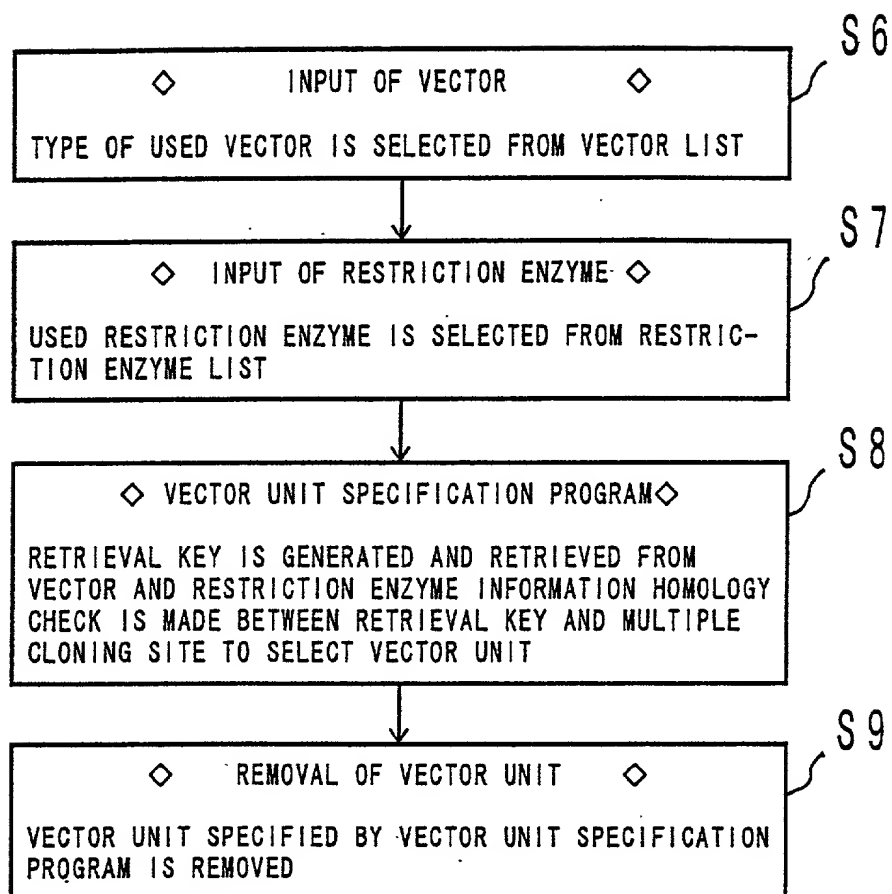 S6
◇ INPUT OF VECTOR ◇
TYPE OF USED VECTOR IS SELECTED FROM VECTOR LIST
S7
◇ INPUT OF RESTRICTION ENZYME ◇
USED RESTRICTION ENZYME IS SELECTED FROM RESTRIC-
TION ENZYME LIST
S8
◇ VECTOR UNIT SPECIFICATION PROGRAM ◇
RETRIEVAL KEY IS GENERATED AND RETRIEVED FROM
VECTOR AND RESTRICTION ENZYME INFORMATION HOMOLOGY
CHECK IS MADE BETWEEN RETRIEVAL KEY AND MULTIPLE
CLONING SITE TO SELECT VECTOR UNIT
S9
◇ REMOVAL OF VECTOR UNIT ◇
VECTOR UNIT SPECIFIED BY VECTOR UNIT SPECIFICATION
PROGRAM IS REMOVED